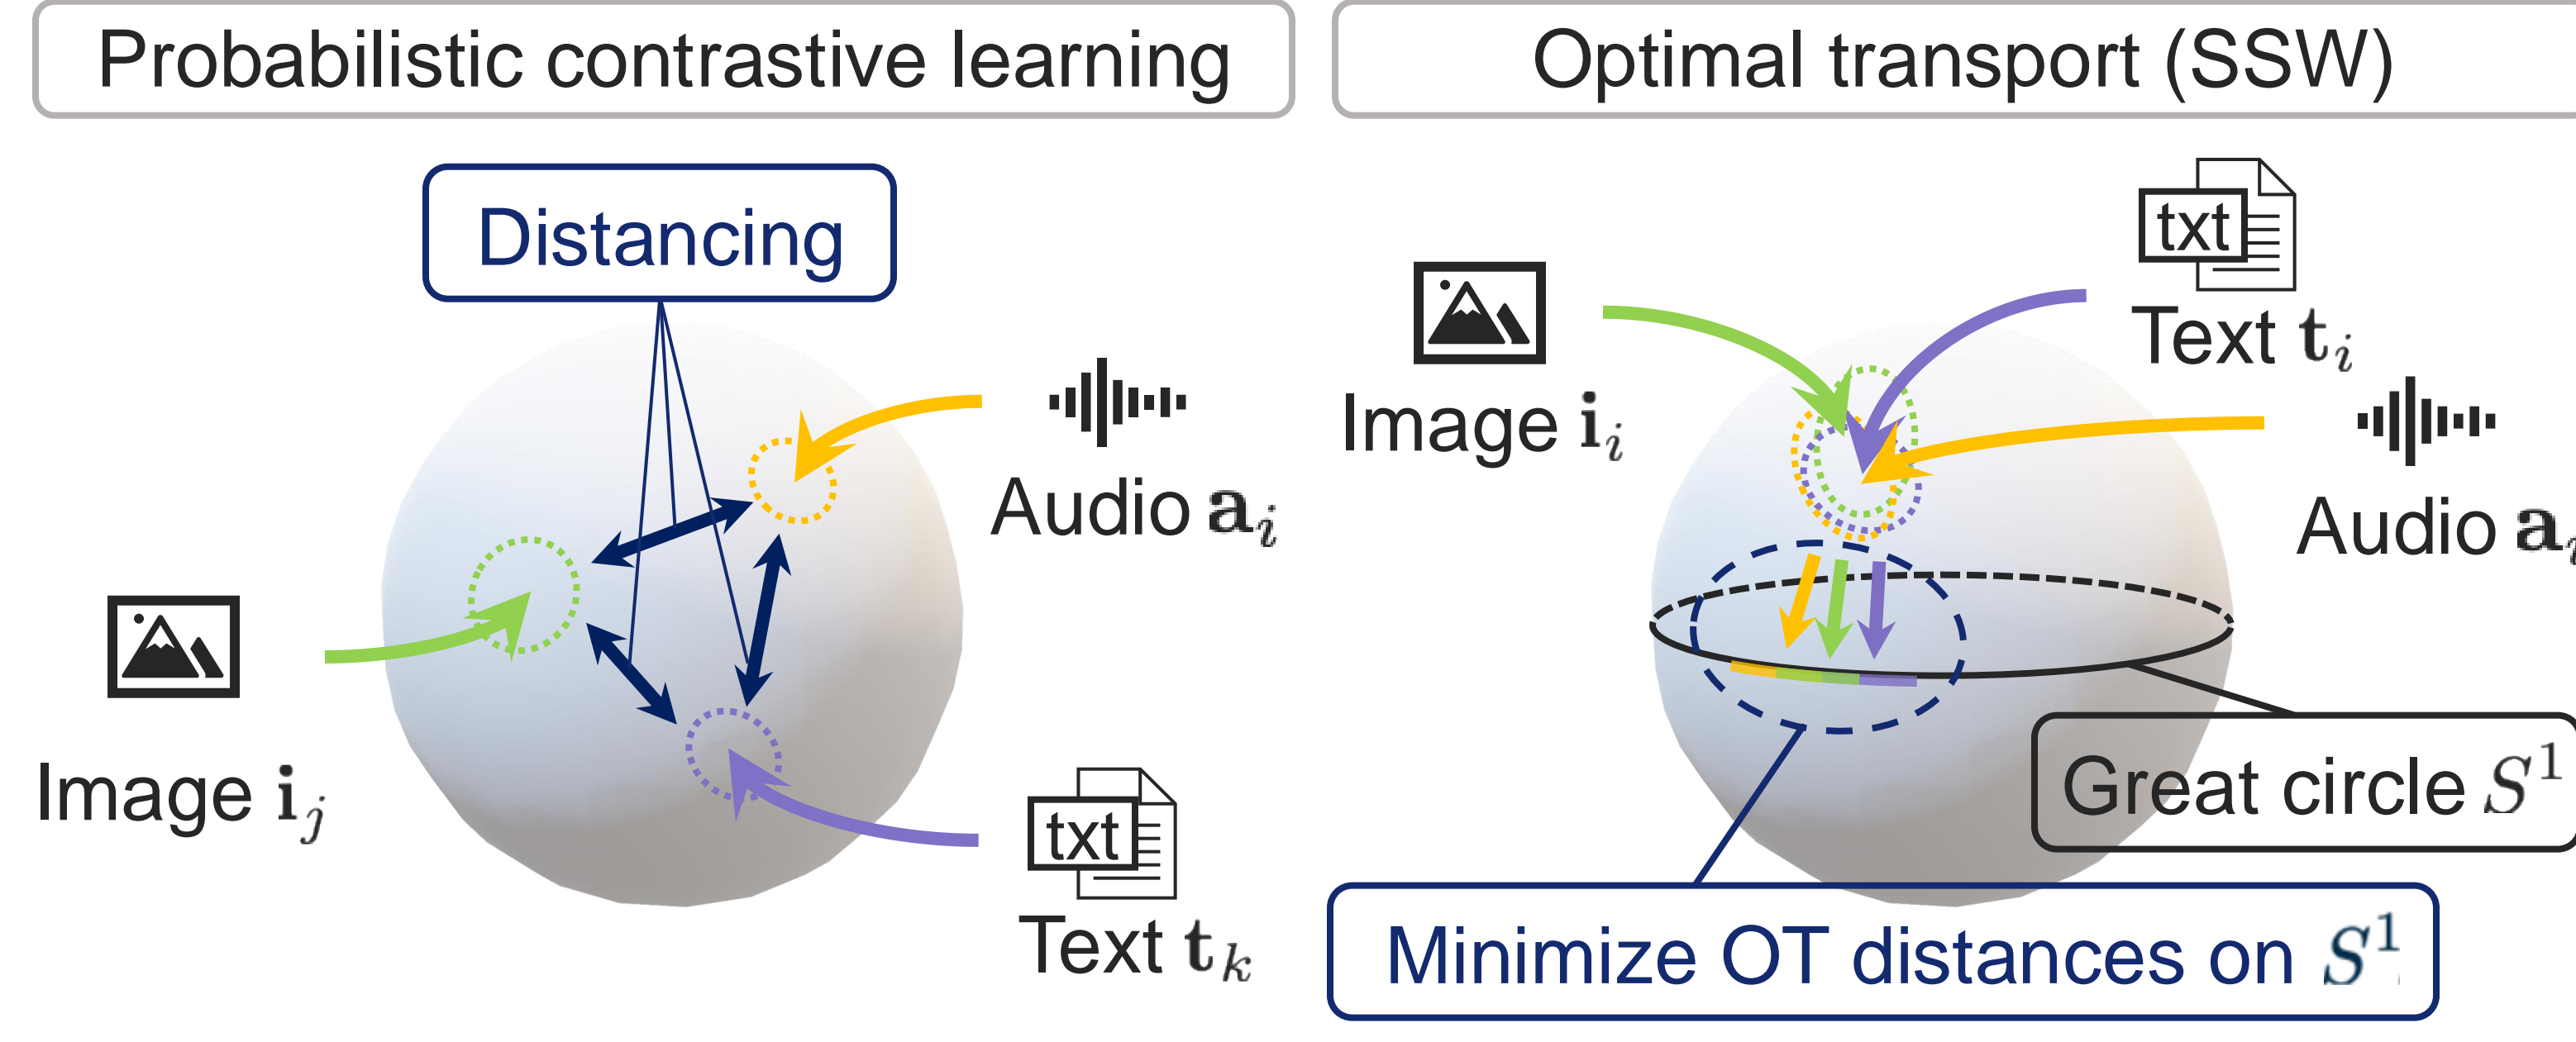 Probabilistic contrastive learning
Distancing
Audio a_i
Image i_j
txt
Text t_k
Optimal transport (SSW)
txt
Text t_i
Image i_i
Audio a_i
Great circle S^1
Minimize OT distances on S^1